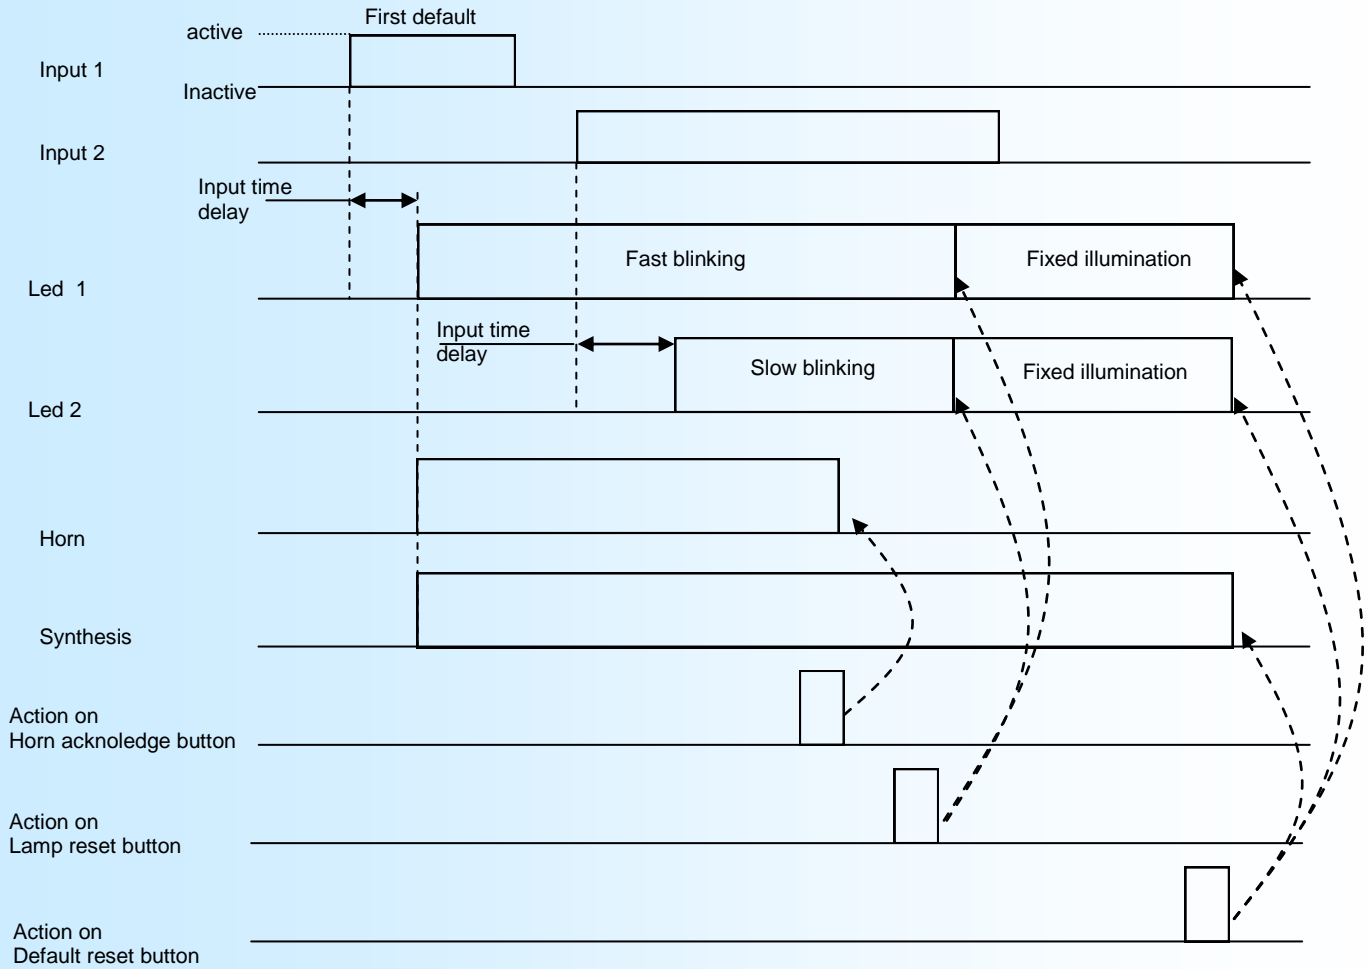 First default
active
Input 1
Inactive
Input 2
Input time
delay
Fast blinking
Fixed illumination
Led 1
Input time
delay
Slow blinking
Fixed illumination
Led 2
Horn
Synthesis
Action on
Horn acknoledge button
Action on
Lamp reset button
Action on
Default reset button